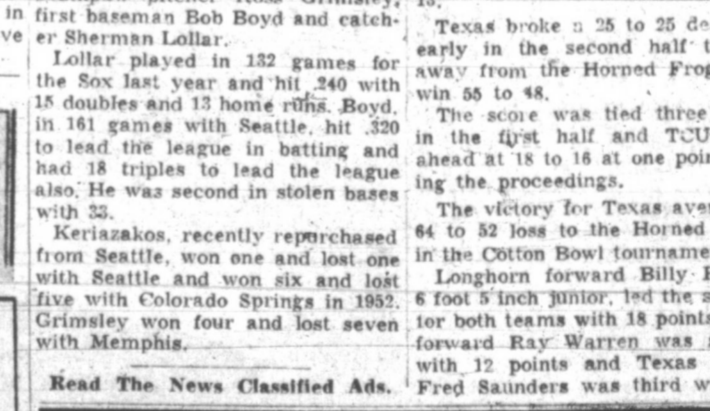 in
ve
first baseman Bob Boyd and catch-
er Sherman Lollar.
Lollar played in 132 games for
the Sox last year and hit .240 with
15 doubles and 13 home runs. Boyd,
in 161 games with Seattle, hit .320
to lead the league in batting and
had 18 triples to lead the league
also. He was second in stolen bases
with 33.
Keriazakos, recently repurchased
from Seattle, won one and lost one
with Seattle and won six and lost
five with Colorado Springs in 1952.
Grimsley won four and lost seven
with Memphis.
Read The News Classified Ads.
Texas broke a 25 to 25 de
early in the second half t
away from the Horned Frog
win 55 to 48.
The score was tied three
in the first half and TCU
ahead at 18 to 16 at one poin
ing the proceedings.
The victory for Texas aven
64 to 52 loss to the Horned
in the Cotton Bowl tourname
Longhorn forward Billy
6 foot 5 inch junior, led the
for both teams with 18 points
forward Ray Warren was
with 12 points and Texas
Fred Saunders was third w